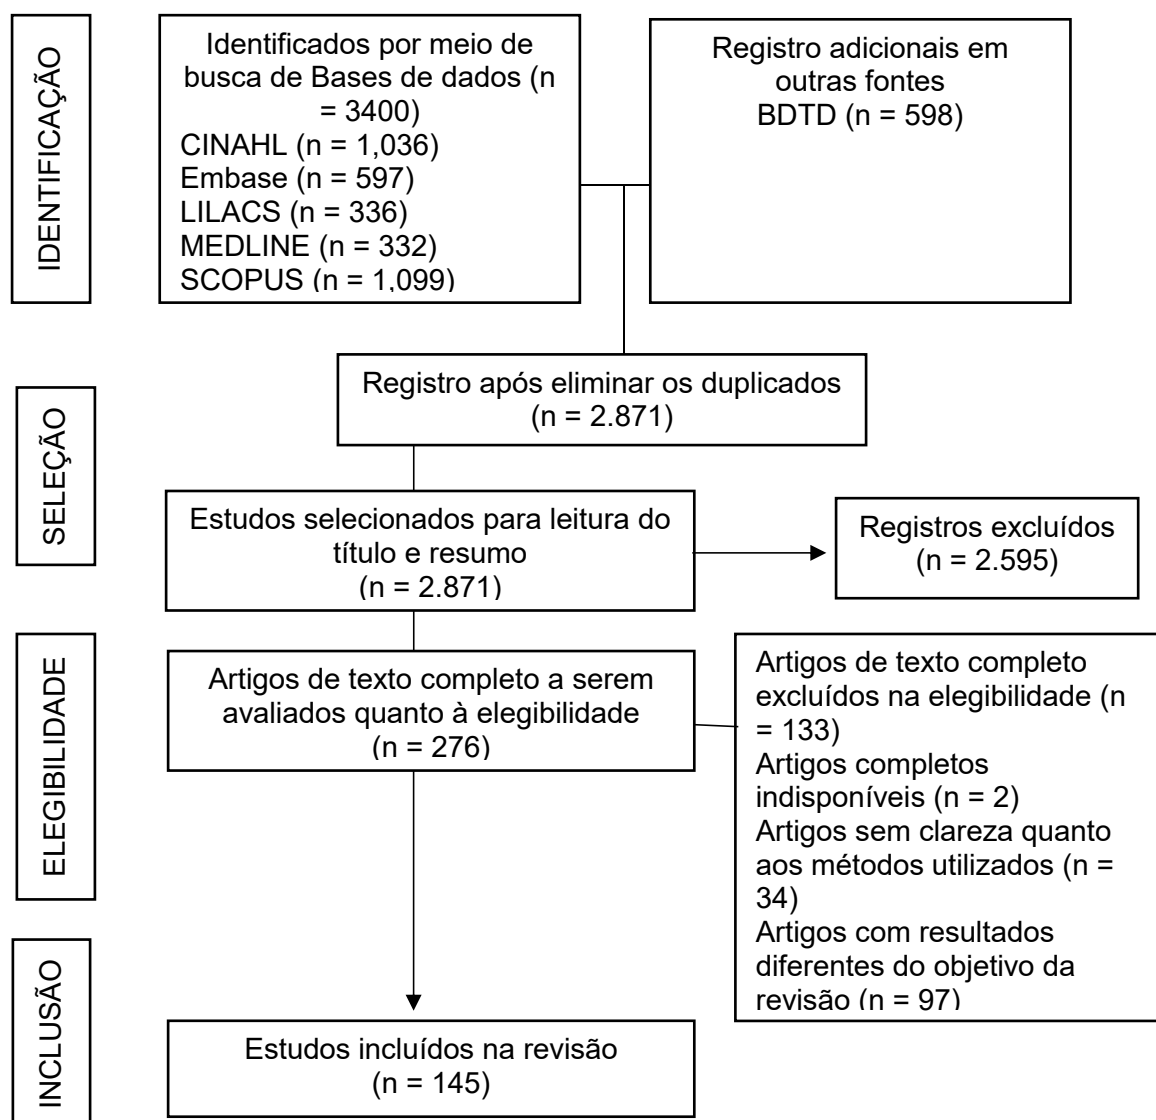 IDENTIFICAÇÃO
Identificados por meio de
busca de Bases de dados (n
= 3400)
CINAHL (n = 1,036)
Embase (n = 597)
LILACS (n = 336)
MEDLINE (n = 332)
SCOPUS (n = 1,099)
Registro adicionais em
outras fontes
BDTD (n = 598)
SELEÇÃO
Registro após eliminar os duplicados
(n = 2.871)
Estudos selecionados para leitura do
título e resumo
(n = 2.871)
Registros excluídos
(n = 2.595)
ELEGIBILIDADE
Artigos de texto completo a serem
avaliados quanto à elegibilidade
(n = 276)
Artigos de texto completo
excluídos na elegibilidade (n
= 133)
Artigos completos
indisponíveis (n = 2)
Artigos sem clareza quanto
aos métodos utilizados (n =
34)
Artigos com resultados
diferentes do objetivo da
revisão (n = 97)
INCLUSÃO
Estudos incluídos na revisão
(n = 145)